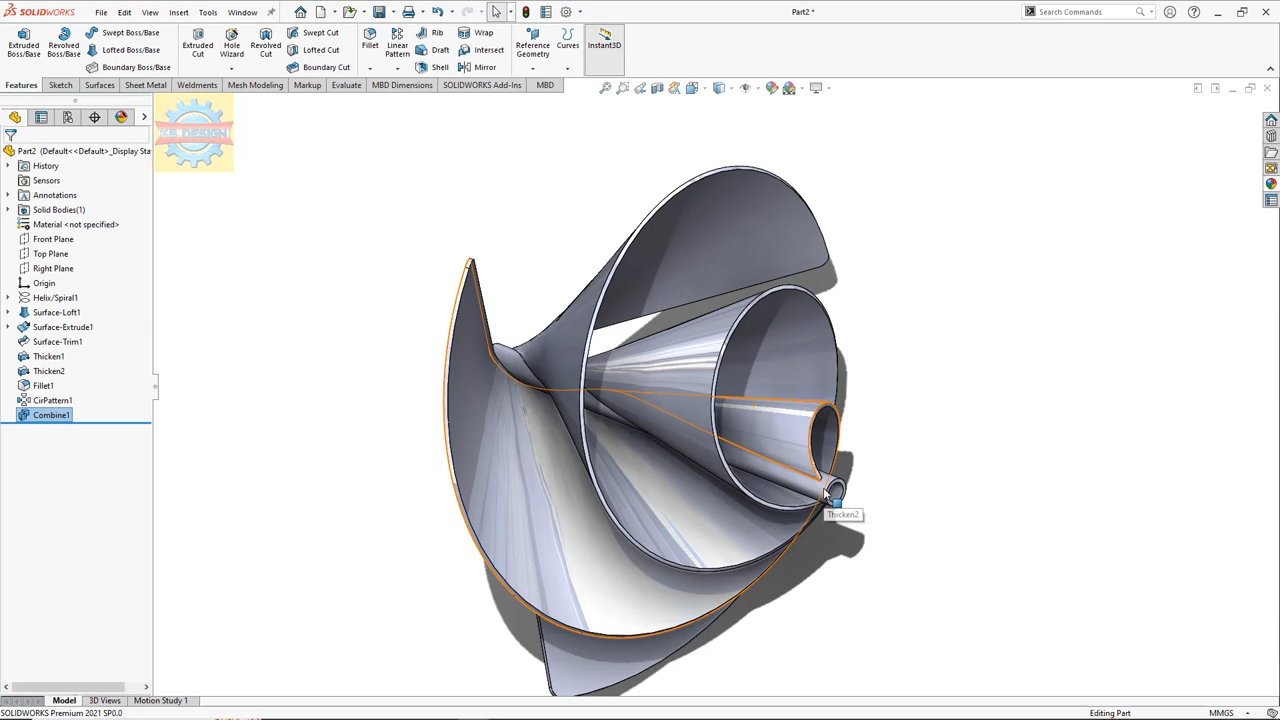 SOLIDWORKS
File Edit View Insert Tools Window
Part2 *
Search Commands
Extruded Boss/Base
Revolved Boss/Base
Swept Boss/Base
Lofted Boss/Base
Boundary Boss/Base
Extruded Cut
Hole Wizard
Revolved Cut
Swept Cut
Lofted Cut
Boundary Cut
Fillet
Linear Pattern
Rib
Draft
Shell
Wrap
Intersect
Mirror
Reference Geometry
Curves
Instant3D
Features Sketch Surfaces Sheet Metal Weldments Mesh Modeling Markup Evaluate MBD Dimensions SOLIDWORKS Add-Ins MBD
Part2 (Default<<Default>_Display Sta
History
Sensors
Annotations
Solid Bodies(1)
Material <not specified>
Front Plane
Top Plane
Right Plane
Origin
Helix/Spiral1
Surface-Loft1
Surface-Extrude1
Surface-Trim1
Thicken1
Thicken2
Fillet1
CirPattern1
Combine1
Thicken2
Model 3D Views Motion Study 1
SOLIDWORKS Premium 2021 SP0.0
Editing Part
MMGS